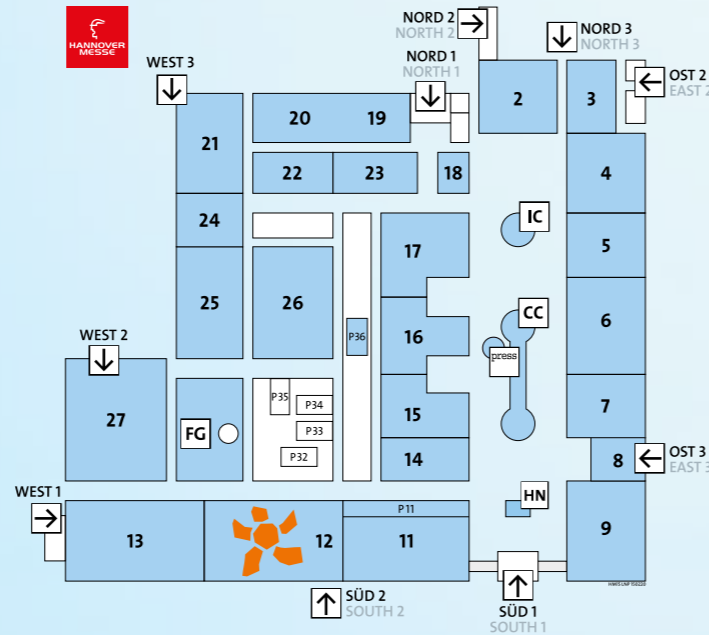 HANNOVER
MESSE
NORD 2
NORTH 2
NORD 3
NORTH 3
NORD 1
NORTH 1
WEST 3
OST 2
EAST 2
2
3
20
19
21
22
23
18
4
24
IC
17
5
25
26
CC
6
P36
16
press
WEST 2
27
FG
P35
P34
P33
P32
15
7
14
8
OST 3
EAST 3
WEST 1
HN
P11
13
12
11
9
SÜD 2
SOUTH 2
SÜD 1
SOUTH 1